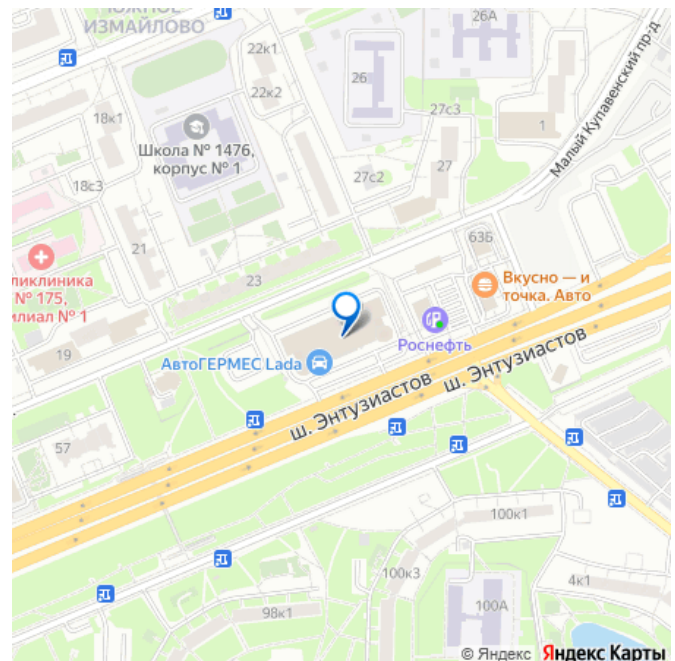 ЮЖНОЕ
ИЗМАЙЛОВО
26А
22к1
26
22к2
18к1
27с3
1
Малый Купавенский пр-д
Школа № 1476,
корпус № 1
27
27с2
18с3
21
63Б
23
ликлиника
№ 175,
илиал № 1
Вкусно — и
точка. Авто
Роснефть
19
АвтоГЕРМЕС Lada
ш. Энтузиастов
ш. Энтузиастов
57
100к1
100к3
4к1
98к1
100А
© Яндекс Яндекс Карты